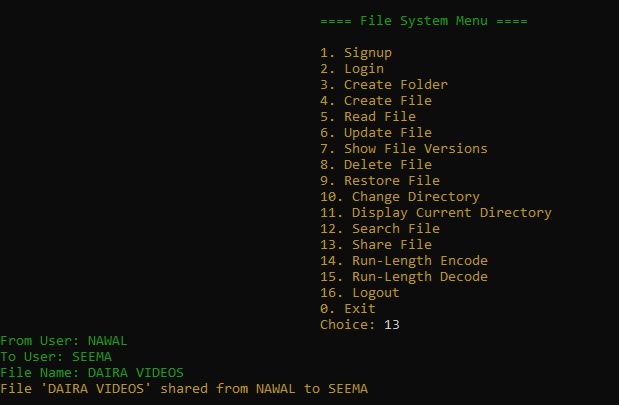 ==== File System Menu ====
1. Signup
2. Login
3. Create Folder
4. Create File
5. Read File
6. Update File
7. Show File Versions
8. Delete File
9. Restore File
10. Change Directory
11. Display Current Directory
12. Search File
13. Share File
14. Run-Length Encode
15. Run-Length Decode
16. Logout
0. Exit
Choice: 13
From User: NAWAL
To User: SEEMA
File Name: DAIRA VIDEOS
File 'DAIRA VIDEOS' shared from NAWAL to SEEMA